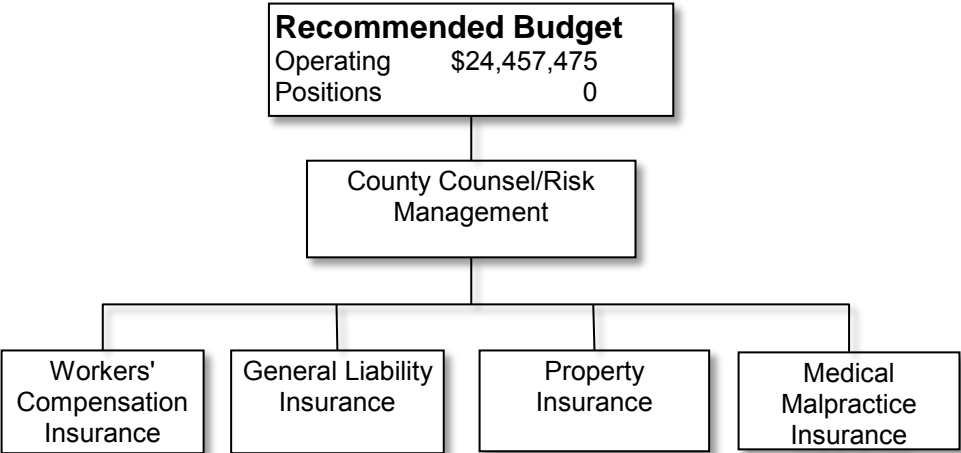 Recommended Budget
Operating $24,457,475
Positions 0
County Counsel/Risk
Management
Workers'
Compensation
Insurance
General Liability
Insurance
Property
Insurance
Medical
Malpractice
Insurance